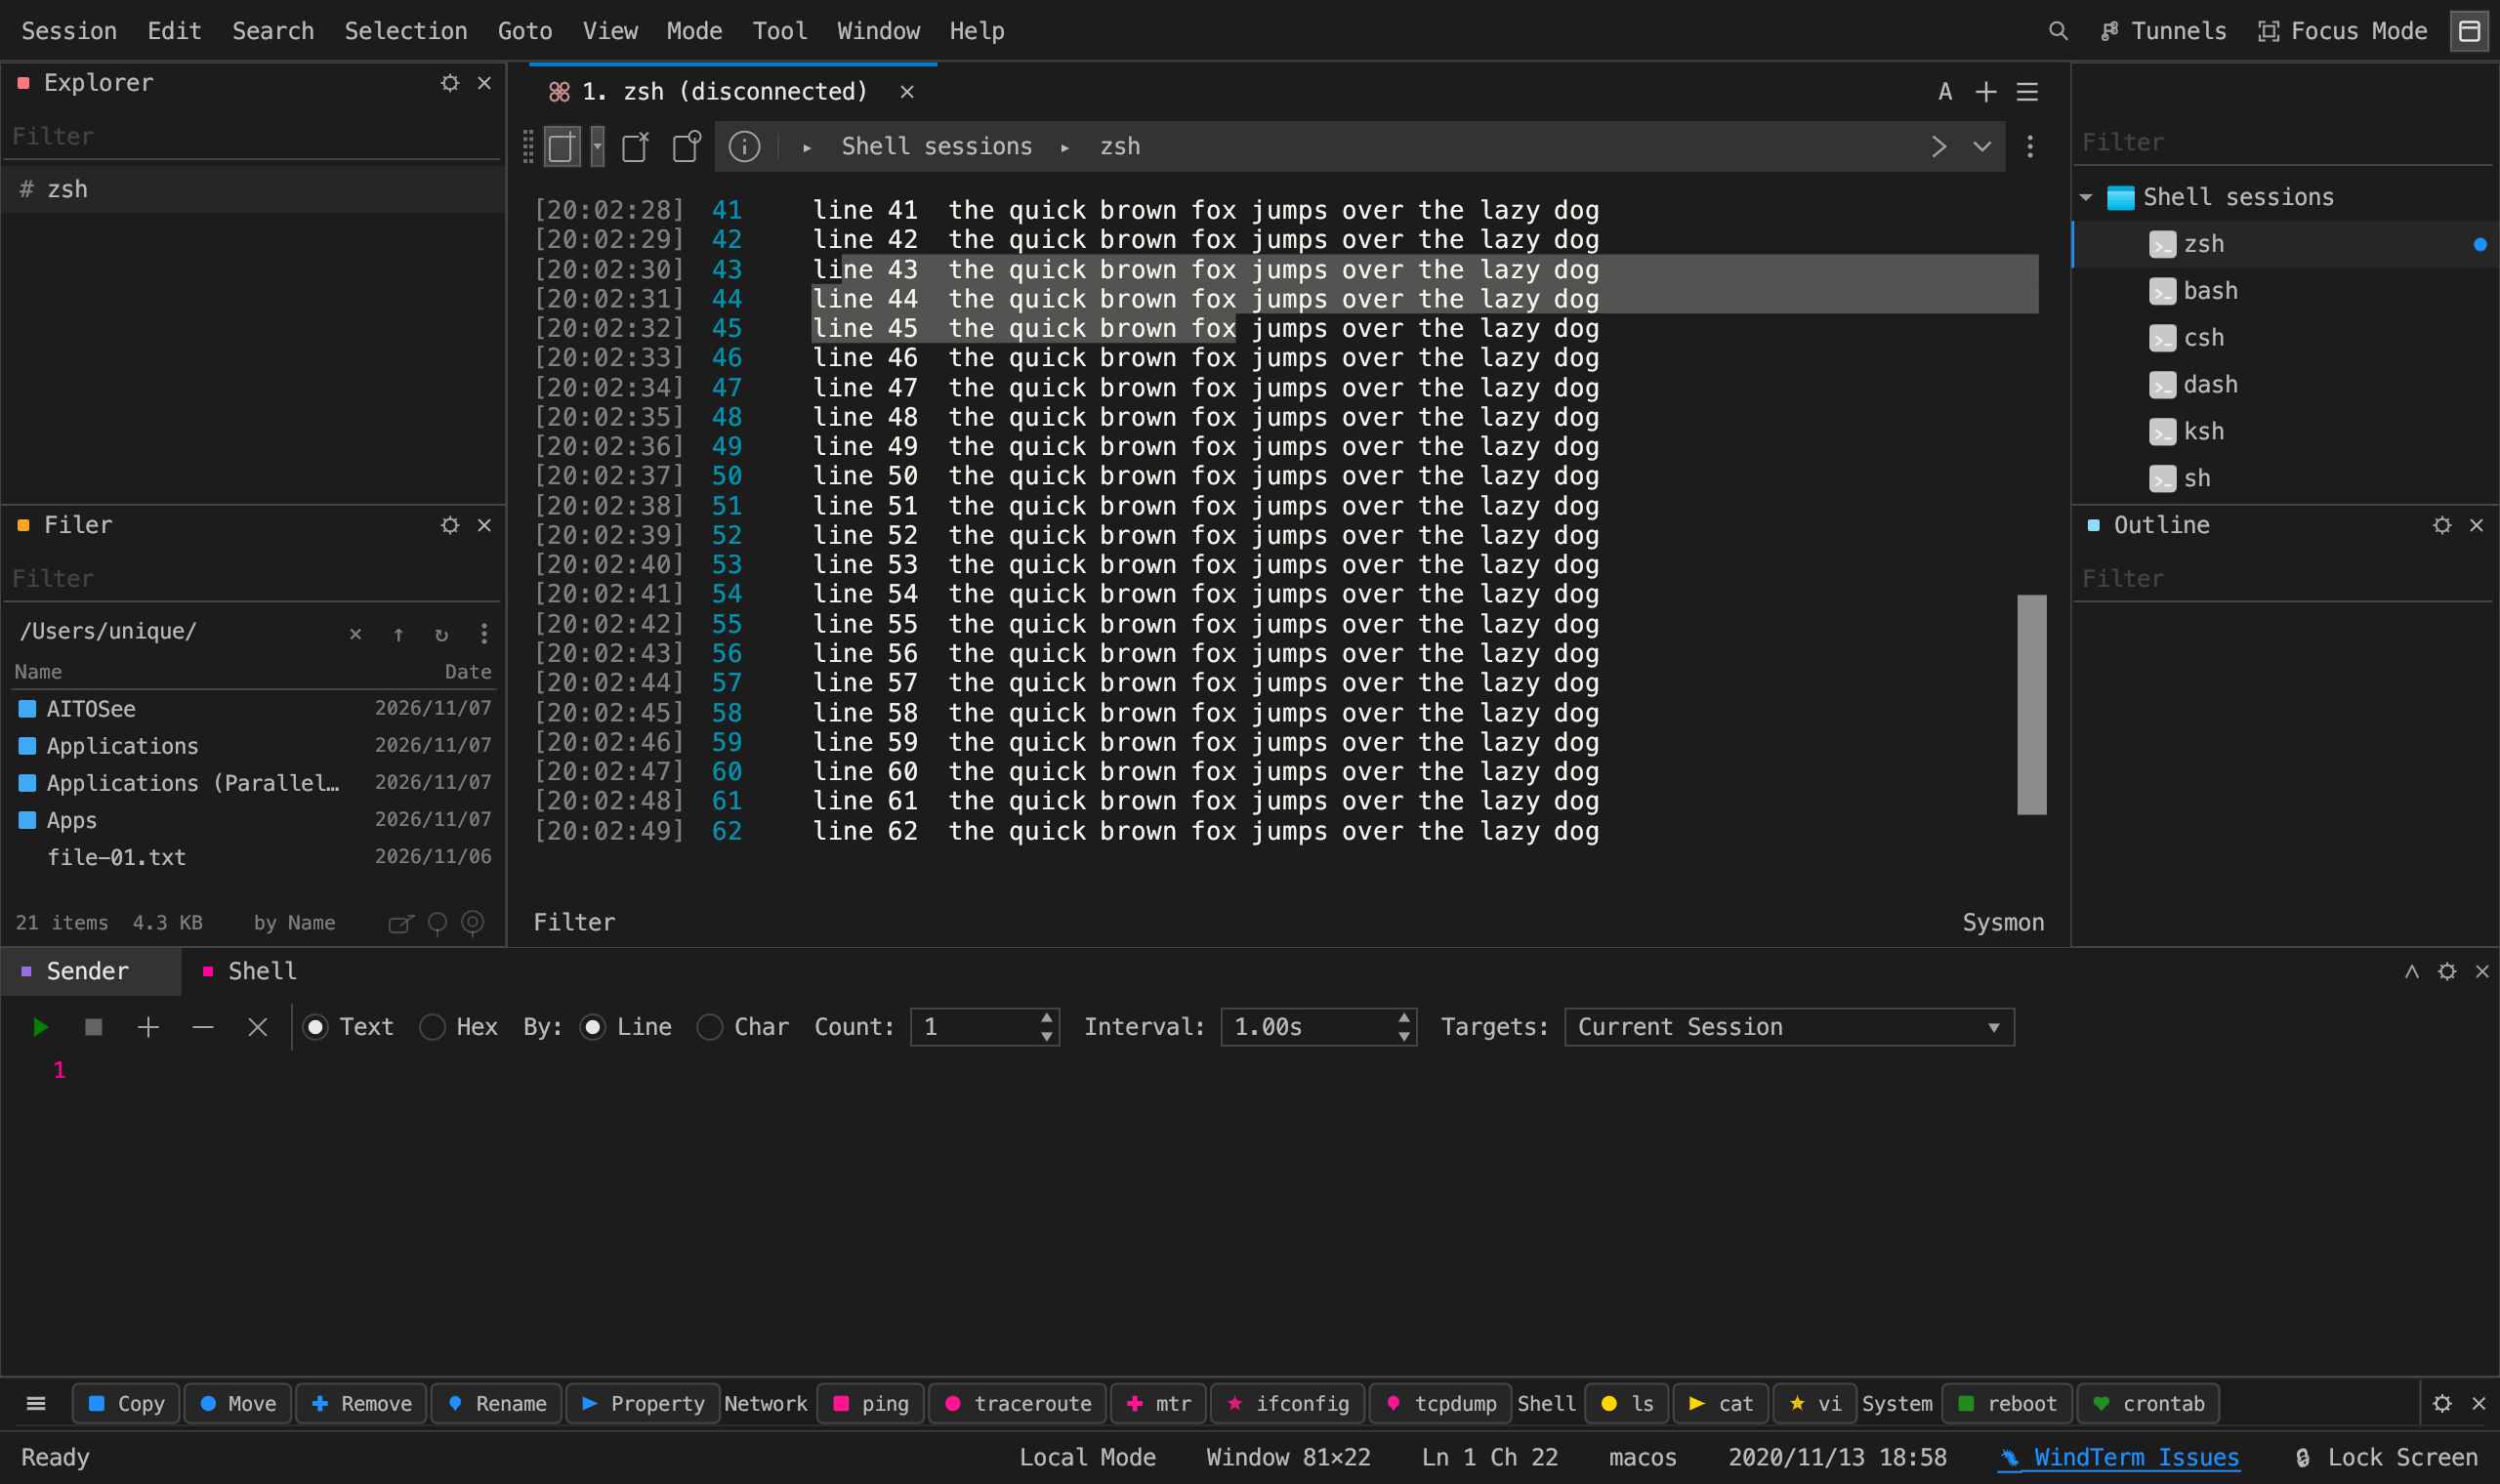 Session Edit Search Selection Goto View Mode Tool Window Help Tunnels Focus Mode
Explorer
Filter
# zsh
Filer
Filter
/Users/unique/
Name Date
AITOSee 2026/11/07
Applications 2026/11/07
Applications (Parallel… 2026/11/07
Apps 2026/11/07
file-01.txt 2026/11/06
21 items 4.3 KB by Name
1. zsh (disconnected)
A
Shell sessions zsh
[20:02:28] 41 line 41 the quick brown fox jumps over the lazy dog
[20:02:29] 42 line 42 the quick brown fox jumps over the lazy dog
[20:02:30] 43 line 43 the quick brown fox jumps over the lazy dog
[20:02:31] 44 line 44 the quick brown fox jumps over the lazy dog
[20:02:32] 45 line 45 the quick brown fox jumps over the lazy dog
[20:02:33] 46 line 46 the quick brown fox jumps over the lazy dog
[20:02:34] 47 line 47 the quick brown fox jumps over the lazy dog
[20:02:35] 48 line 48 the quick brown fox jumps over the lazy dog
[20:02:36] 49 line 49 the quick brown fox jumps over the lazy dog
[20:02:37] 50 line 50 the quick brown fox jumps over the lazy dog
[20:02:38] 51 line 51 the quick brown fox jumps over the lazy dog
[20:02:39] 52 line 52 the quick brown fox jumps over the lazy dog
[20:02:40] 53 line 53 the quick brown fox jumps over the lazy dog
[20:02:41] 54 line 54 the quick brown fox jumps over the lazy dog
[20:02:42] 55 line 55 the quick brown fox jumps over the lazy dog
[20:02:43] 56 line 56 the quick brown fox jumps over the lazy dog
[20:02:44] 57 line 57 the quick brown fox jumps over the lazy dog
[20:02:45] 58 line 58 the quick brown fox jumps over the lazy dog
[20:02:46] 59 line 59 the quick brown fox jumps over the lazy dog
[20:02:47] 60 line 60 the quick brown fox jumps over the lazy dog
[20:02:48] 61 line 61 the quick brown fox jumps over the lazy dog
[20:02:49] 62 line 62 the quick brown fox jumps over the lazy dog
Filter Sysmon
Filter
Shell sessions
zsh
bash
csh
dash
ksh
sh
Outline
Filter
Sender Shell
Text Hex By: Line Char Count: 1 Interval: 1.00s Targets: Current Session
1
Copy Move Remove Rename Property Network ping traceroute mtr ifconfig tcpdump Shell ls cat vi System reboot crontab
Ready Local Mode Window 81×22 Ln 1 Ch 22 macos 2020/11/13 18:58 WindTerm Issues Lock Screen